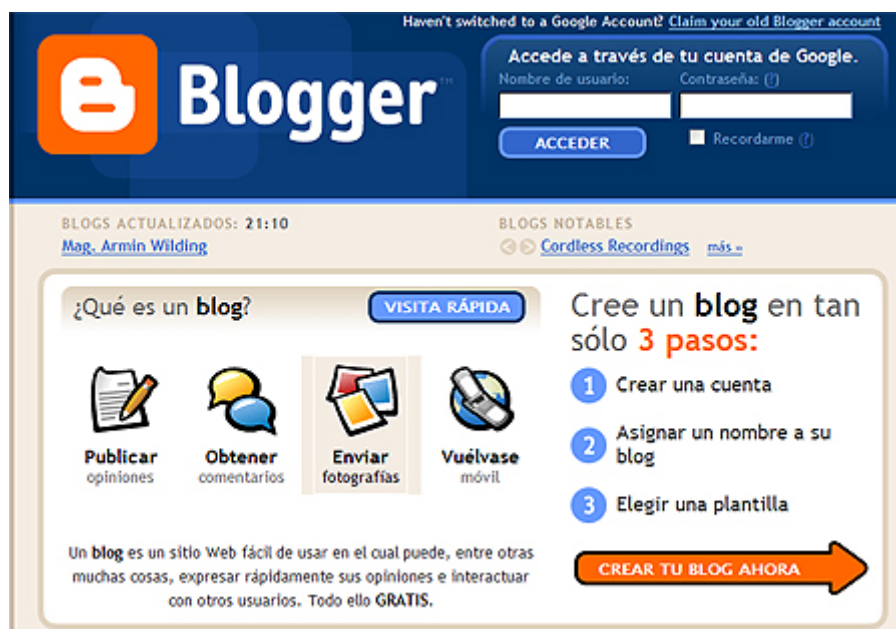 Haven't switched to a Google Account? Claim your old Blogger account
Blogger™
Accede a través de tu cuenta de Google.
Nombre de usuario: Contraseña: (?)
ACCEDER Recordarme (?)
BLOGS ACTUALIZADOS: 21:10
Mag. Armin Wilding
BLOGS NOTABLES
Cordless Recordings más »
¿Qué es un blog? VISITA RÁPIDA
Publicar
opiniones
Obtener
comentarios
Enviar
fotografías
Vuélvase
móvil
Un blog es un sitio Web fácil de usar en el cual puede, entre otras
muchas cosas, expresar rápidamente sus opiniones e interactuar
con otros usuarios. Todo ello GRATIS.
Cree un blog en tan
sólo 3 pasos:
1 Crear una cuenta
2 Asignar un nombre a su
blog
3 Elegir una plantilla
CREAR TU BLOG AHORA